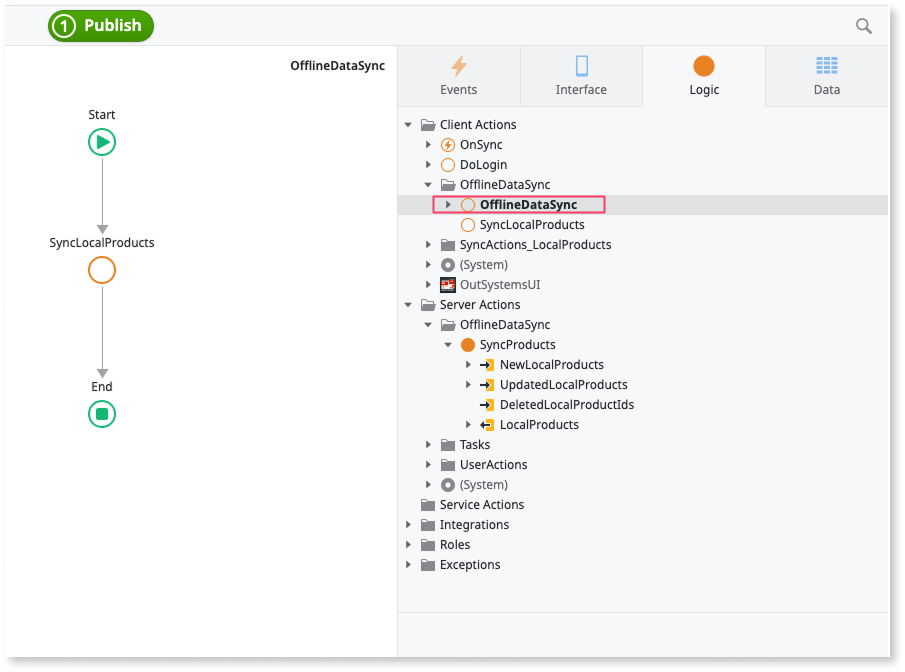 1 Publish
OfflineDataSync
Start
SyncLocalProducts
End
Events Interface Logic Data
Client Actions
OnSync
DoLogin
OfflineDataSync
OfflineDataSync
SyncLocalProducts
SyncActions_LocalProducts
(System)
OutSystemsUI
Server Actions
OfflineDataSync
SyncProducts
NewLocalProducts
UpdatedLocalProducts
DeletedLocalProductIds
LocalProducts
Tasks
UserActions
(System)
Service Actions
Integrations
Roles
Exceptions